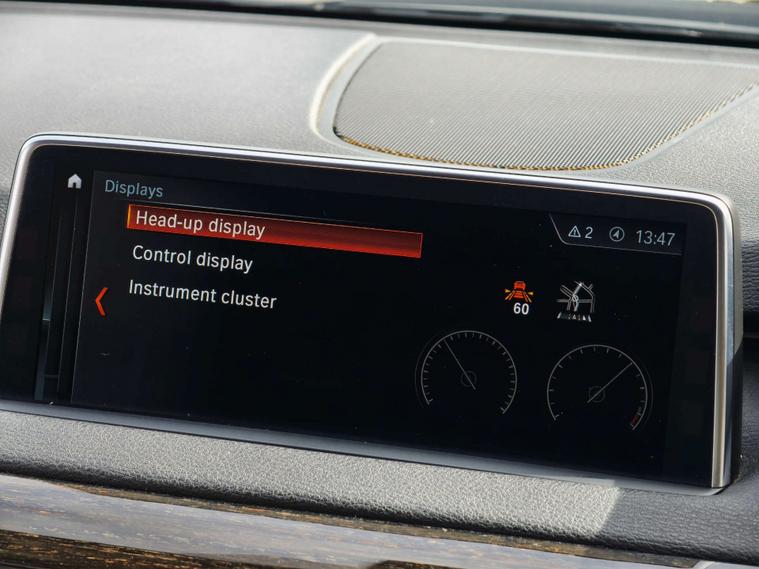 Displays
Head-up display
2
13:47
Control display
Instrument cluster
60